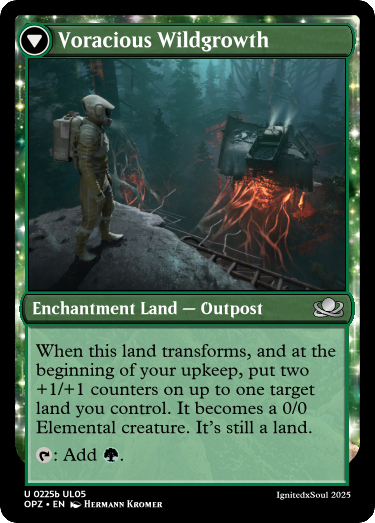 Voracious Wildgrowth
Enchantment Land — Outpost
When this land transforms, and at the
beginning of your upkeep, put two
+1/+1 counters on up to one target
land you control. It becomes a 0/0
Elemental creature. It’s still a land.
: Add .
U 0225b UL05
OPZ • EN Hermann Kromer
IgnitedxSoul 2025